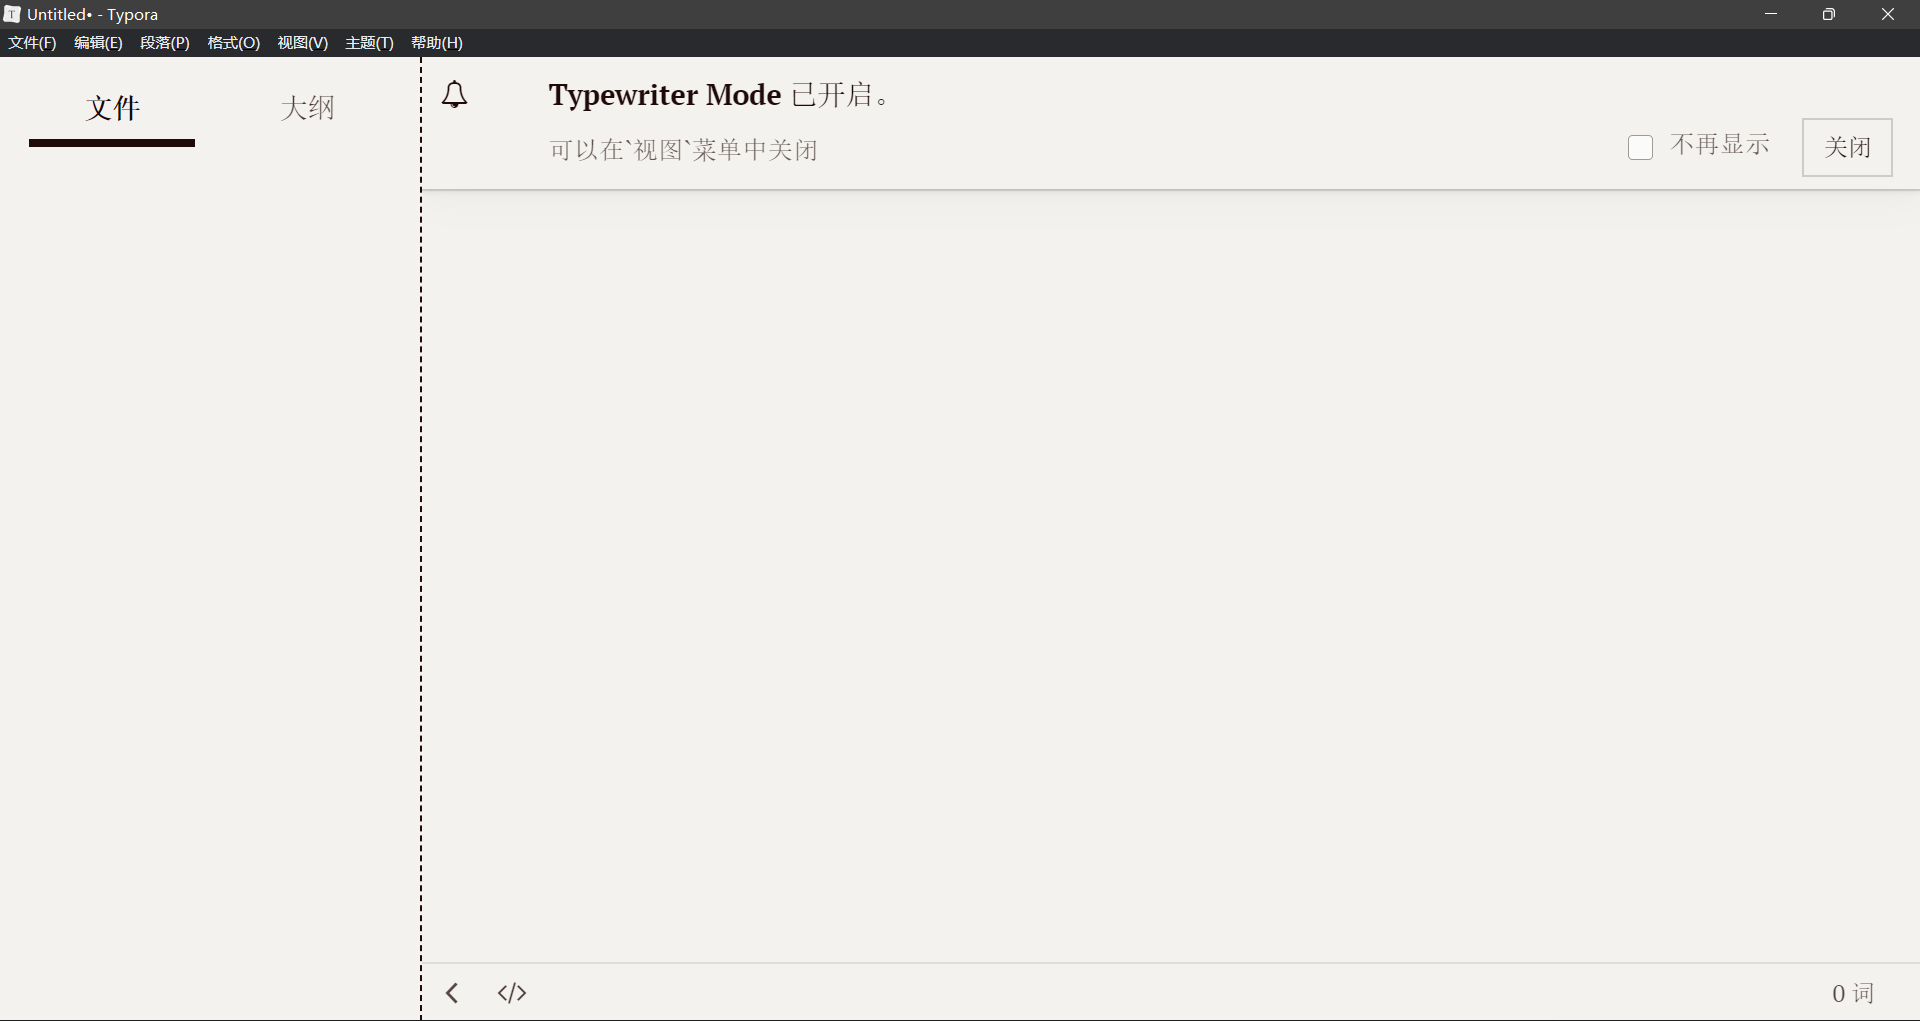 Untitled• - Typora
文件(F) 编辑(E) 段落(P) 格式(O) 视图(V) 主题(T) 帮助(H)
文件 大纲
Typewriter Mode 已开启。
可以在`视图`菜单中关闭
不再显示 关闭
</> 0 词